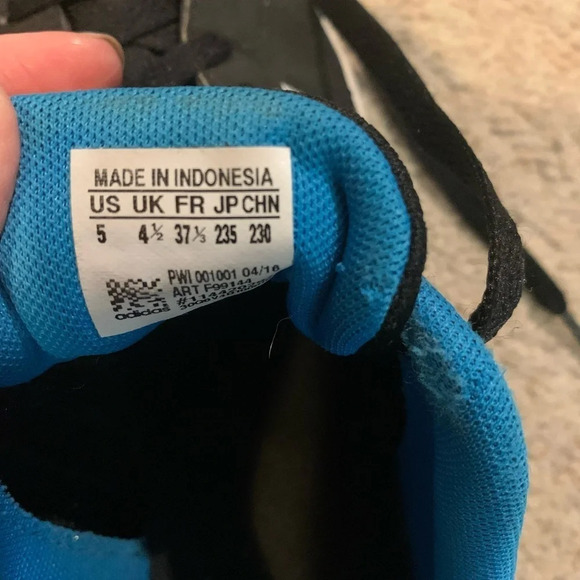 MADE IN INDONESIA
US UK FR JP CHN
5 4½ 37⅓ 235 230
PWI 001001 04/16
ART F99144
adidas